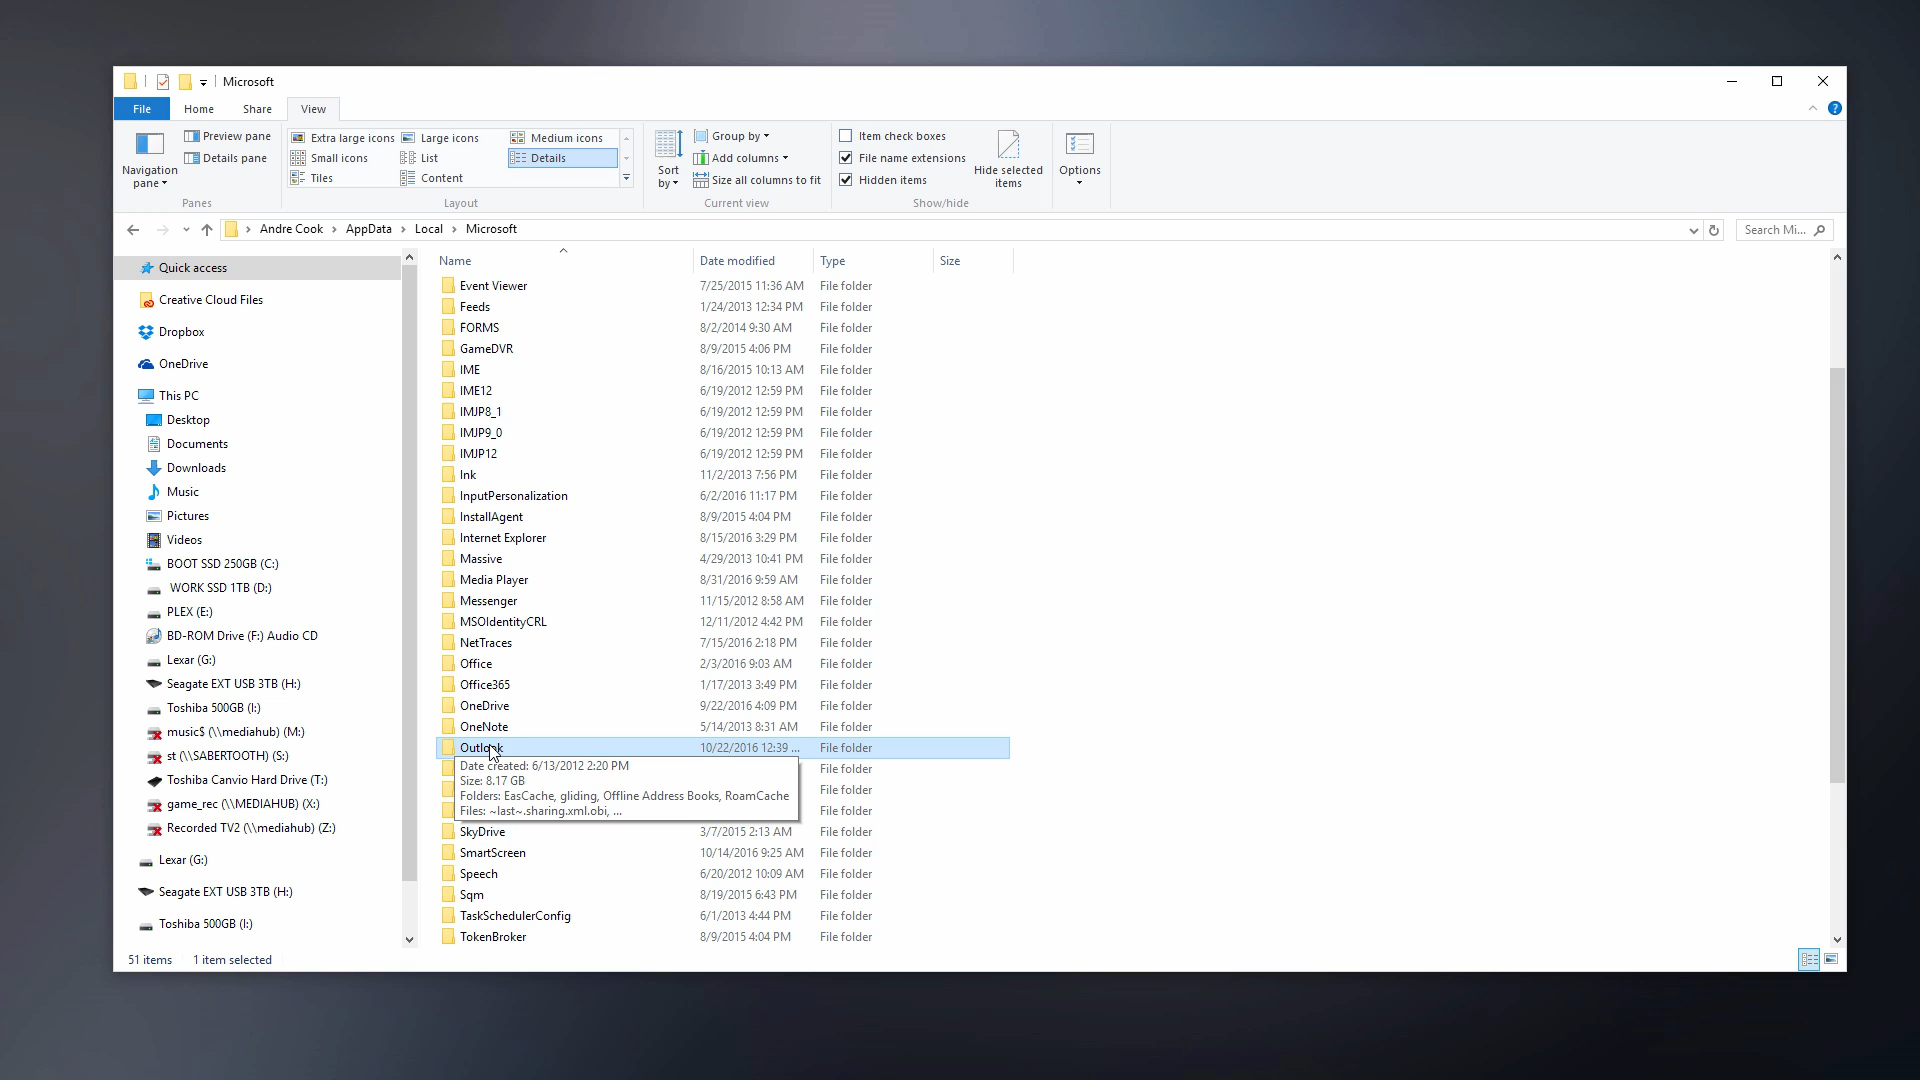 Microsoft
File Home Share View
Navigation pane
Preview pane
Details pane
Panes
Extra large icons Large icons Medium icons
Small icons List Details
Tiles Content
Layout
Sort by
Group by
Add columns
Size all columns to fit
Current view
Item check boxes
File name extensions
Hidden items
Hide selected items
Show/hide
Options
Andre Cook AppData Local Microsoft
Search Mi...
Quick access
Creative Cloud Files
Dropbox
OneDrive
This PC
Desktop
Documents
Downloads
Music
Pictures
Videos
BOOT SSD 250GB (C:)
WORK SSD 1TB (D:)
PLEX (E:)
BD-ROM Drive (F:) Audio CD
Lexar (G:)
Seagate EXT USB 3TB (H:)
Toshiba 500GB (I:)
music$ (\\mediahub) (M:)
st (\\SABERTOOTH) (S:)
Toshiba Canvio Hard Drive (T:)
game_rec (\\MEDIAHUB) (X:)
Recorded TV2 (\\mediahub) (Z:)
Lexar (G:)
Seagate EXT USB 3TB (H:)
Toshiba 500GB (I:)
Name Date modified Type Size
Event Viewer 7/25/2015 11:36 AM File folder
Feeds 1/24/2013 12:34 PM File folder
FORMS 8/2/2014 9:30 AM File folder
GameDVR 8/9/2015 4:06 PM File folder
IME 8/16/2015 10:13 AM File folder
IME12 6/19/2012 12:59 PM File folder
IMJP8_1 6/19/2012 12:59 PM File folder
IMJP9_0 6/19/2012 12:59 PM File folder
IMJP12 6/19/2012 12:59 PM File folder
Ink 11/2/2013 7:56 PM File folder
InputPersonalization 6/2/2016 11:17 PM File folder
InstallAgent 8/9/2015 4:04 PM File folder
Internet Explorer 8/15/2016 3:29 PM File folder
Massive 4/29/2013 10:41 PM File folder
Media Player 8/31/2016 9:59 AM File folder
Messenger 11/15/2012 8:58 AM File folder
MSOIdentityCRL 12/11/2012 4:42 PM File folder
NetTraces 7/15/2016 2:18 PM File folder
Office 2/3/2016 9:03 AM File folder
Office365 1/17/2013 3:49 PM File folder
OneDrive 9/22/2016 4:09 PM File folder
OneNote 5/14/2013 8:31 AM File folder
Outlook 10/22/2016 12:39 ... File folder
Date created: 6/13/2012 2:20 PM File folder
Size: 8.17 GB File folder
Folders: EasCache, gliding, Offline Address Books, RoamCache
Files: ~last~.sharing.xml.obi, ... File folder
SkyDrive 3/7/2015 2:13 AM File folder
SmartScreen 10/14/2016 9:25 AM File folder
Speech 6/20/2012 10:09 AM File folder
Sqm 8/19/2015 6:43 PM File folder
TaskSchedulerConfig 6/1/2013 4:44 PM File folder
TokenBroker 8/9/2015 4:04 PM File folder
51 items 1 item selected